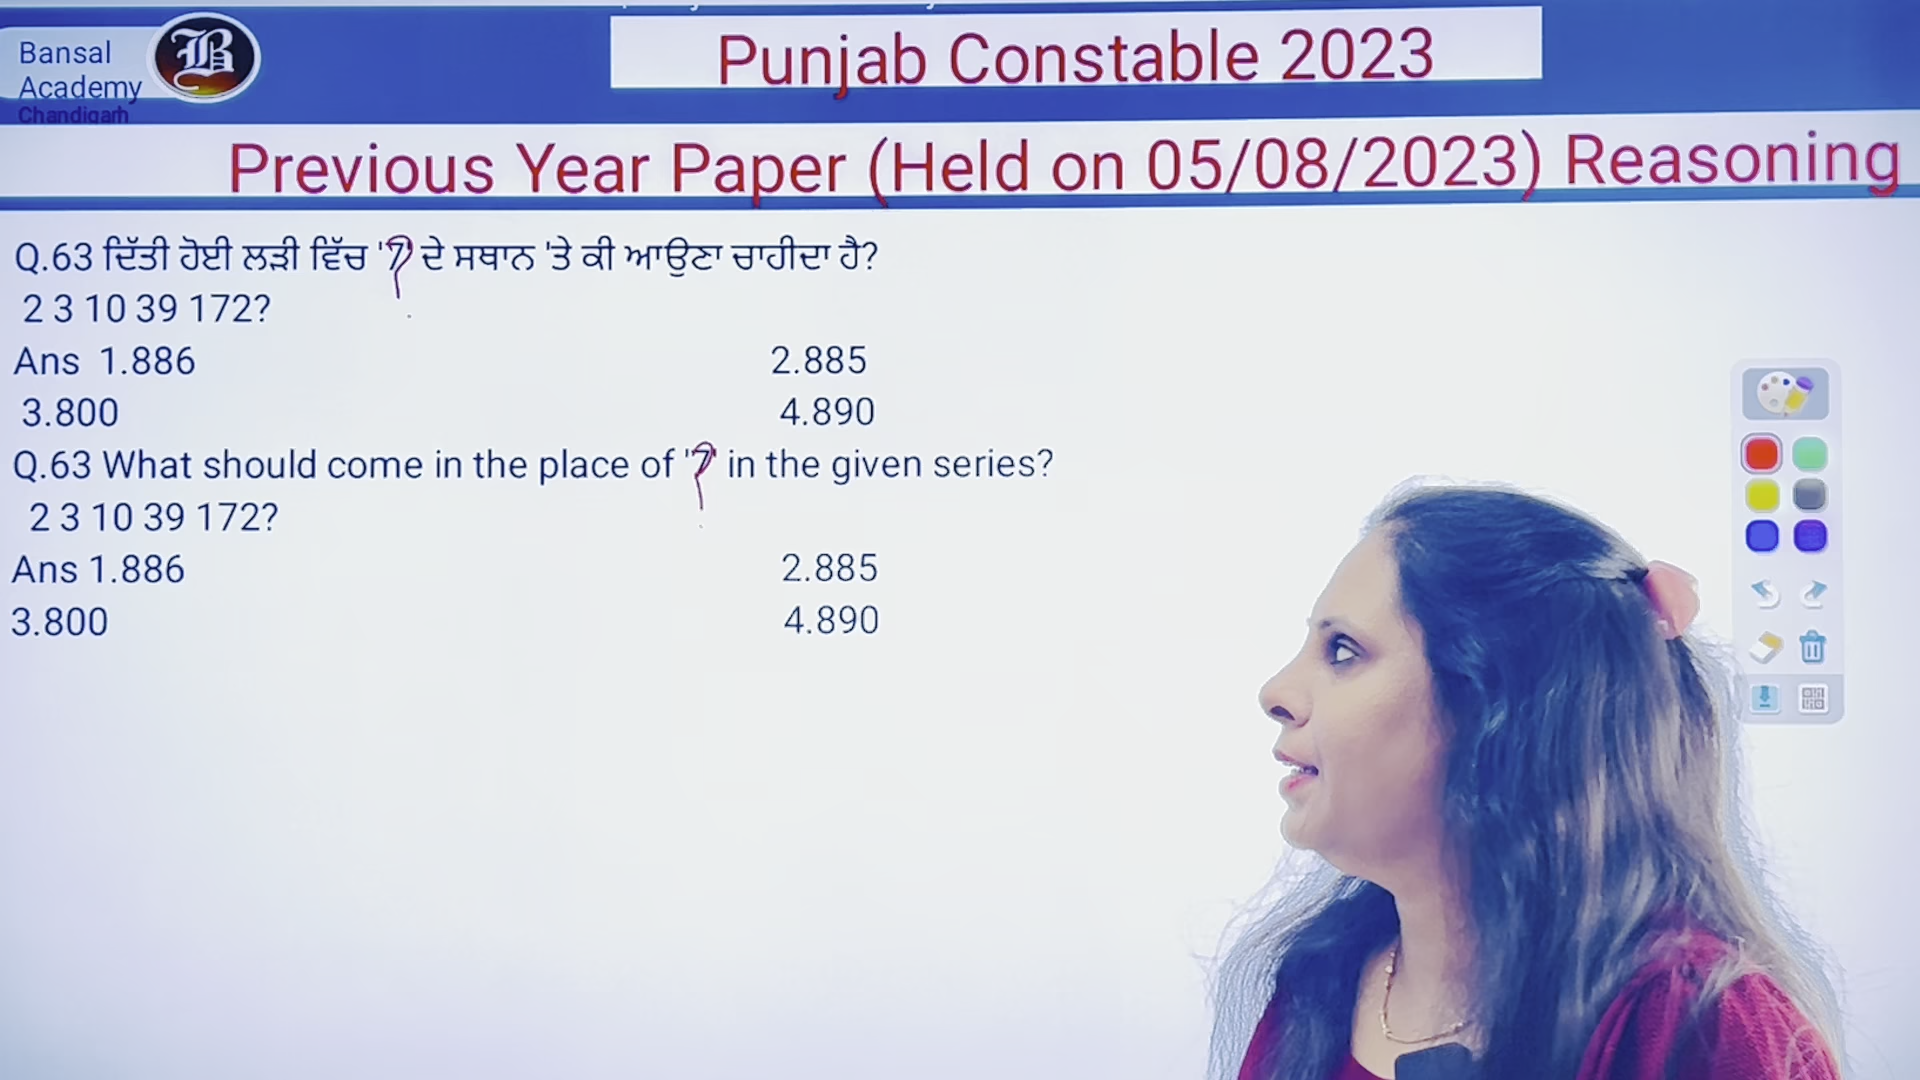 Bansal
Academy
Chandigarh
B
Punjab Constable 2023
Previous Year Paper (Held on 05/08/2023) Reasoning
Q.63 ਦਿੱਤੀ ਹੋਈ ਲੜੀ ਵਿੱਚ '?' ਦੇ ਸਥਾਨ 'ਤੇ ਕੀ ਆਉਣਾ ਚਾਹੀਦਾ ਹੈ?
2 3 10 39 172?
Ans 1.886 2.885
3.800 4.890
Q.63 What should come in the place of '?' in the given series?
2 3 10 39 172?
Ans 1.886 2.885
3.800 4.890